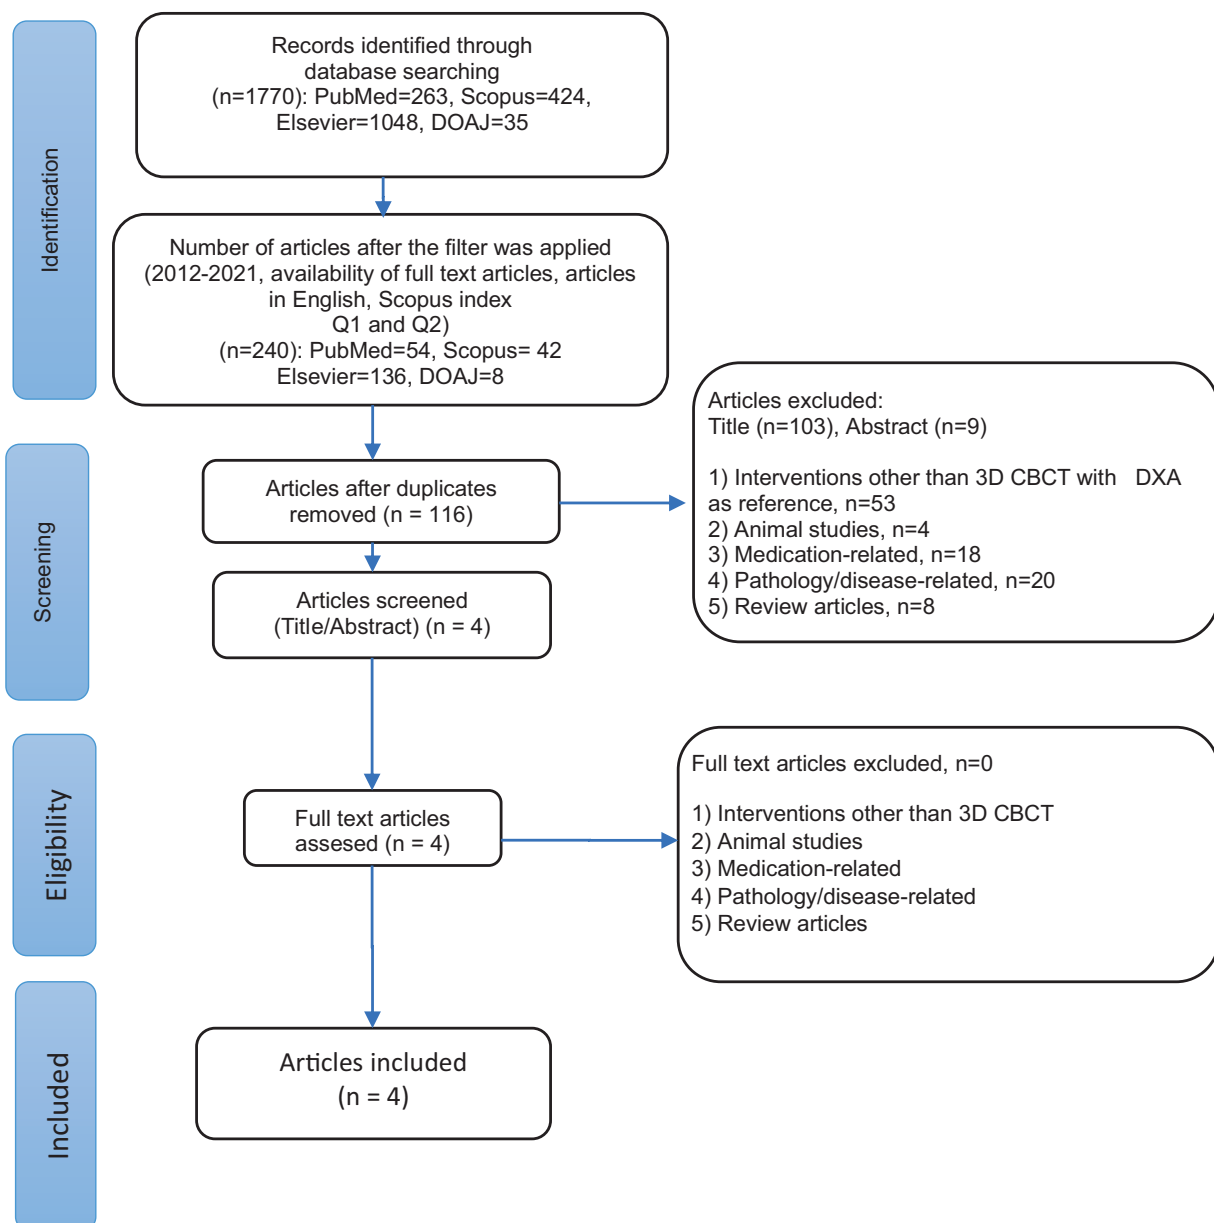 Identification
Records identified through
database searching
(n=1770): PubMed=263, Scopus=424,
Elsevier=1048, DOAJ=35
Number of articles after the filter was applied
(2012-2021, availability of full text articles, articles
in English, Scopus index
Q1 and Q2)
(n=240): PubMed=54, Scopus= 42
Elsevier=136, DOAJ=8
Screening
Articles after duplicates
removed (n = 116)
Articles excluded:
Title (n=103), Abstract (n=9)
1) Interventions other than 3D CBCT with DXA
as reference, n=53
2) Animal studies, n=4
3) Medication-related, n=18
4) Pathology/disease-related, n=20
5) Review articles, n=8
Articles screened
(Title/Abstract) (n = 4)
Eligibility
Full text articles
assesed (n = 4)
Full text articles excluded, n=0
1) Interventions other than 3D CBCT
2) Animal studies
3) Medication-related
4) Pathology/disease-related
5) Review articles
Included
Articles included
(n = 4)